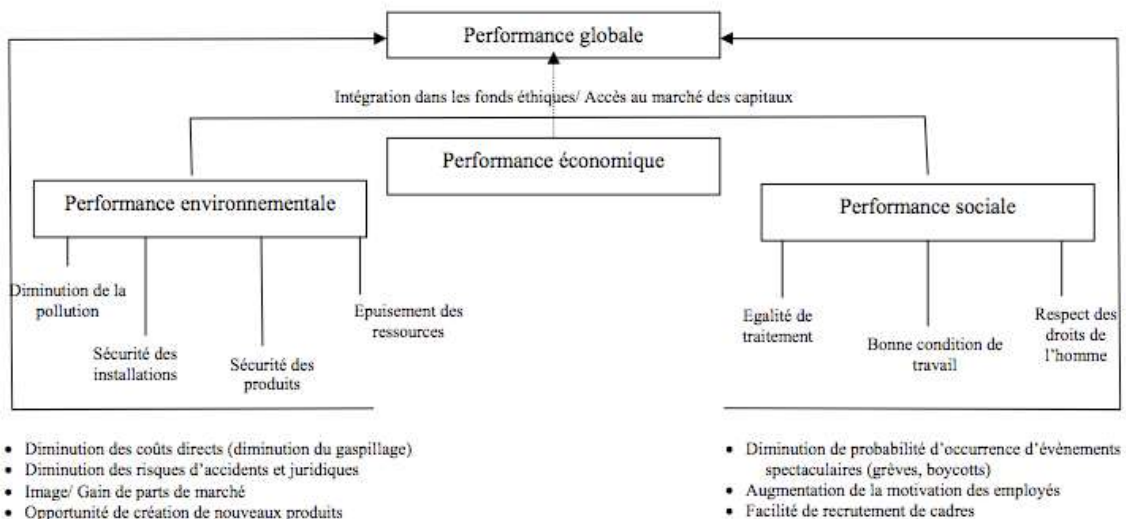 Performance globale
Intégration dans les fonds éthiques/ Accès au marché des capitaux
Performance économique
Performance environnementale
Performance sociale
Diminution de la
pollution
Sécurité des
installations
Sécurité des
produits
Epuisement des
ressources
Egalité de
traitement
Bonne condition de
travail
Respect des
droits de
l'homme
• Diminution des coûts directs (diminution du gaspillage)
• Diminution des risques d'accidents et juridiques
• Image/ Gain de parts de marché
• Opportunité de création de nouveaux produits
• Diminution de probabilité d'occurrence d'évènements
spectaculaires (grèves, boycotts)
• Augmentation de la motivation des employés
• Facilité de recrutement de cadres